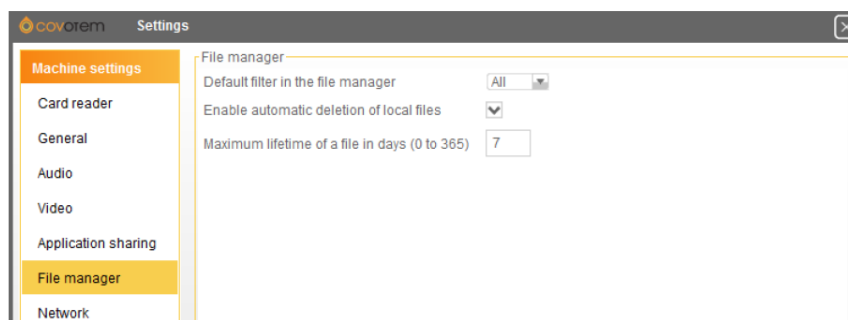 covorem Settings
Machine settings
Card reader
General
Audio
Video
Application sharing
File manager
Network
File manager
Default filter in the file manager All
Enable automatic deletion of local files
Maximum lifetime of a file in days (0 to 365) 7